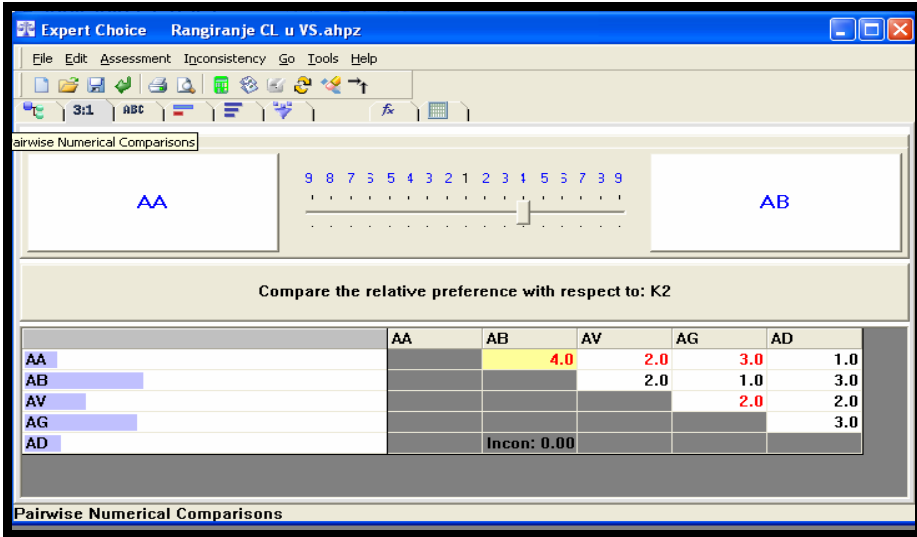 Expert Choice Rangiranje CL u VS.ahpz
File Edit Assessment Inconsistency Go Tools Help
3:1 ABC fx
airwise Numerical Comparisons
9 8 7 6 5 4 3 2 1 2 3 4 5 6 7 8 9
AA AB
Compare the relative preference with respect to: K2
AA AB AV AG AD
AA 4.0 2.0 3.0 1.0
AB 2.0 1.0 3.0
AV 2.0 2.0
AG 3.0
AD Incon: 0.00
Pairwise Numerical Comparisons